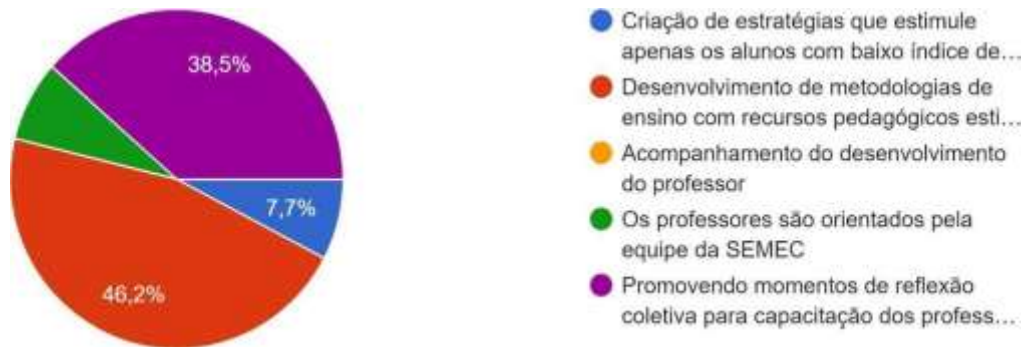 38,5%
7,7%
46,2%
Criação de estratégias que estimule
apenas os alunos com baixo índice de…
Desenvolvimento de metodologias de
ensino com recursos pedagógicos esti…
Acompanhamento do desenvolvimento
do professor
Os professores são orientados pela
equipe da SEMEC
Promovendo momentos de reflexão
coletiva para capacitação dos profess…